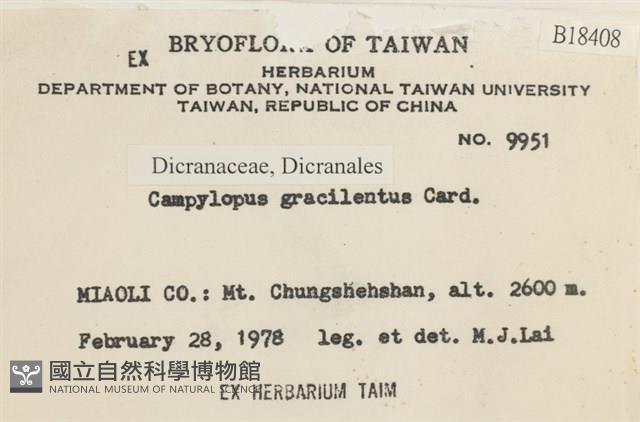 B18408
EX BRYOFLORA OF TAIWAN
HERBARIUM
DEPARTMENT OF BOTANY, NATIONAL TAIWAN UNIVERSITY
TAIWAN, REPUBLIC OF CHINA
NO. 9951
Dicranaceae, Dicranales
Campylopus gracilentus Card.
MIAOLI CO.: Mt. Chungshehshan, alt. 2600 m.
February 28, 1978 leg. et det. M.J.Lai
國立自然科學博物館
NATIONAL MUSEUM OF NATURAL SCIENCE
EX HERBARIUM TAIM